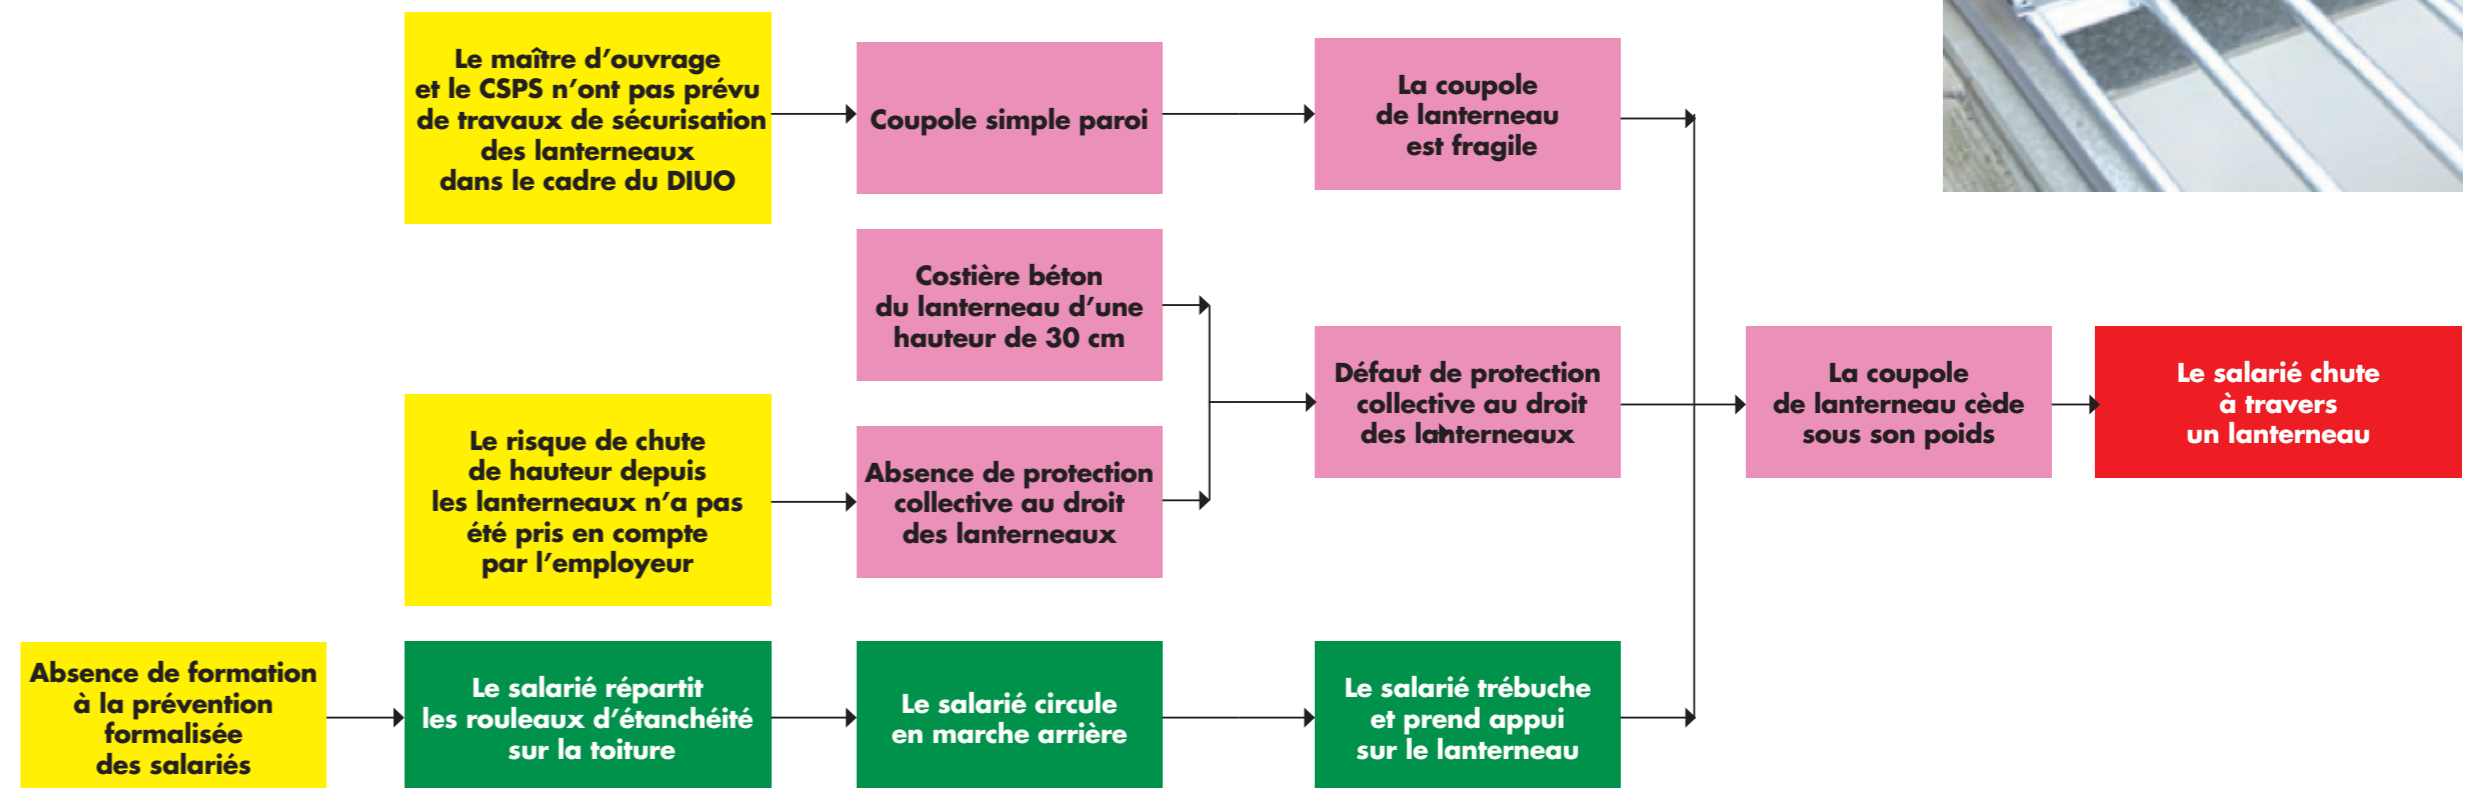 Le maître d’ouvrage
et le CSPS n’ont pas prévu
de travaux de sécurisation
des lanterneaux
dans le cadre du DIUO
Coupole simple paroi
La coupole
de lanterneau
est fragile
Costière béton
du lanterneau d’une
hauteur de 30 cm
Le risque de chute
de hauteur depuis
les lanterneaux n’a pas
été pris en compte
par l’employeur
Absence de protection
collective au droit
des lanterneaux
Défaut de protection
collective au droit
des lanterneaux
La coupole
de lanterneau cède
sous son poids
Le salarié chute
à travers
un lanterneau
Absence de formation
à la prévention
formalisée
des salariés
Le salarié répartit
les rouleaux d’étanchéité
sur la toiture
Le salarié circule
en marche arrière
Le salarié trébuche
et prend appui
sur le lanterneau